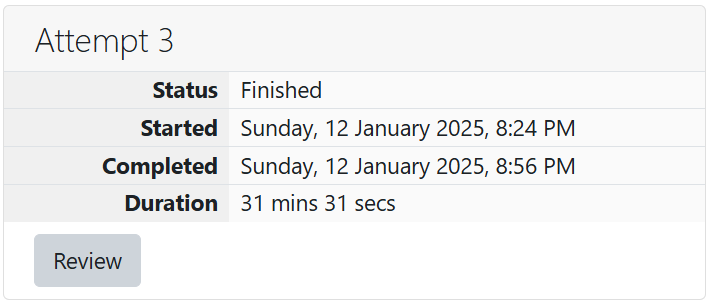 Attempt 3
Status Finished
Started Sunday, 12 January 2025, 8:24 PM
Completed Sunday, 12 January 2025, 8:56 PM
Duration 31 mins 31 secs
Review